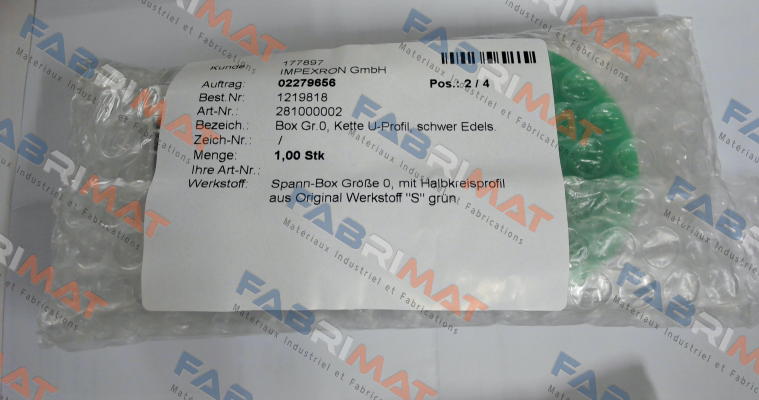 Kunde: 177897
IMPEXRON GmbH
Auftrag: 02279656 Pos.: 2 / 4
Best.Nr: 1219818
Art-Nr.: 281000002
Bezeich.: Box Gr.0, Kette U-Profil, schwer Edels.
Zeich-Nr.: /
Menge: 1,00 Stk
Ihre Art-Nr.:
Werkstoff: Spann-Box Größe 0, mit Halbkreisprofil
aus Original Werkstoff "S" grün
FABRIMAT
Materiaux Industriel et Fabrications